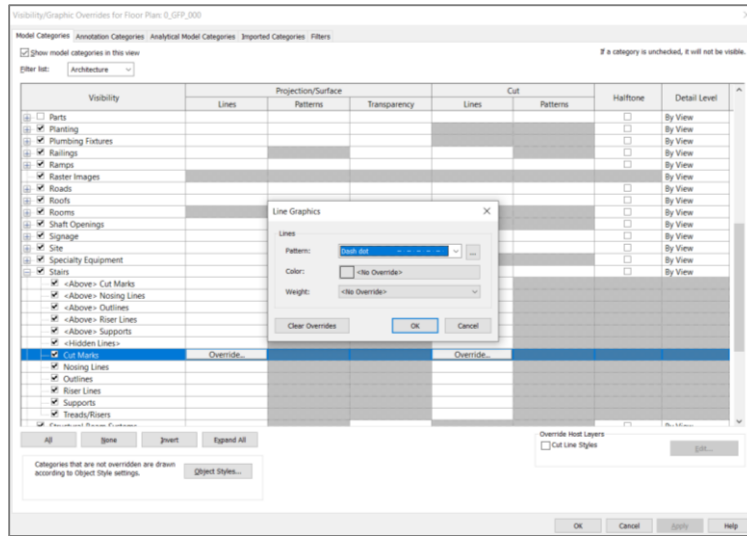 Visibility/Graphic Overrides for Floor Plan: 0_GFP_000
Model Categories Annotation Categories Analytical Model Categories Imported Categories Filters
Show model categories in this view
If a category is unchecked, it will not be visible.
Filter list: Architecture
Visibility Projection/Surface Cut Halftone Detail Level
Lines Patterns Transparency Lines Patterns
Parts By View
Planting By View
Plumbing Fixtures By View
Railings By View
Ramps By View
Raster Images By View
Roads By View
Roofs By View
Rooms By View
Shaft Openings By View
Signage By View
Site By View
Specialty Equipment By View
Stairs By View
<Above> Cut Marks
<Above> Nosing Lines
<Above> Outlines
<Above> Riser Lines
<Above> Supports
<Hidden Lines>
Cut Marks Override... Override...
Nosing Lines
Outlines
Riser Lines
Supports
Treads/Risers
Line Graphics
Lines
Pattern: Dash dot ...
Color: <No Override>
Weight: <No Override>
Clear Overrides OK Cancel
All None Invert Expand All
Categories that are not overridden are drawn
according to Object Style settings.
Object Styles...
Override Host Layers
Cut Line Styles
Edit...
OK Cancel Apply Help